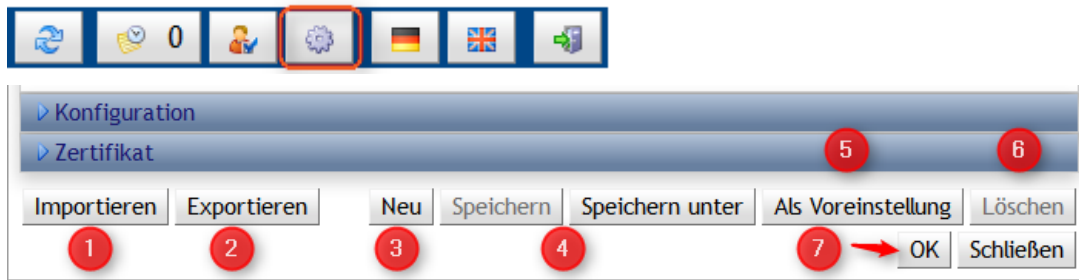 0
Konfiguration
Zertifikat
5 6
Importieren Exportieren Neu Speichern Speichern unter Als Voreinstellung Löschen
1 2 3 4 7 OK Schließen